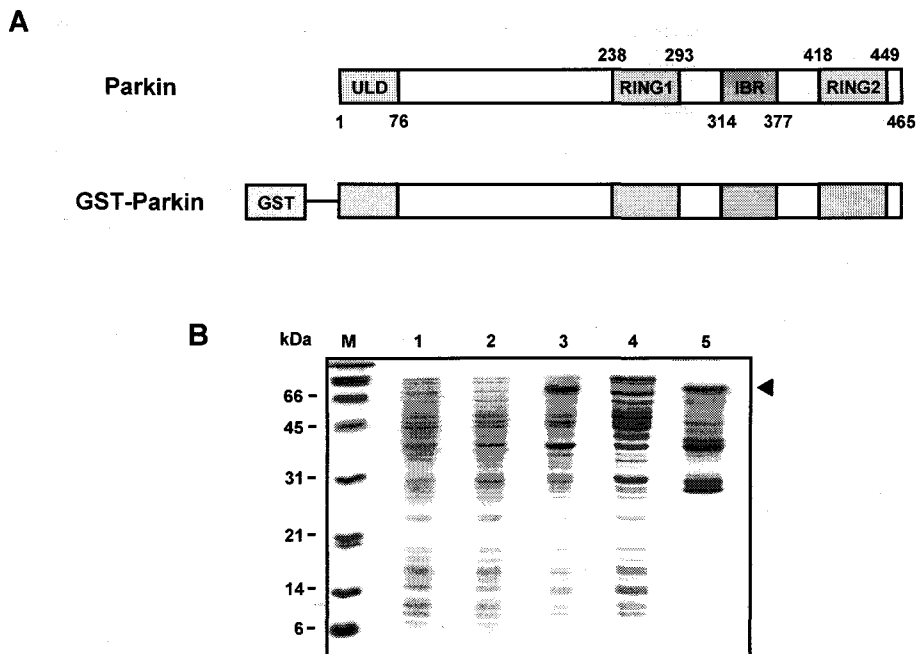 A
238 293 418 449
Parkin ULD RING1 IBR RING2
1 76 314 377 465
GST-Parkin GST
B
kDa M 1 2 3 4 5
66 -
45 -
31 -
21 -
14 -
6 -